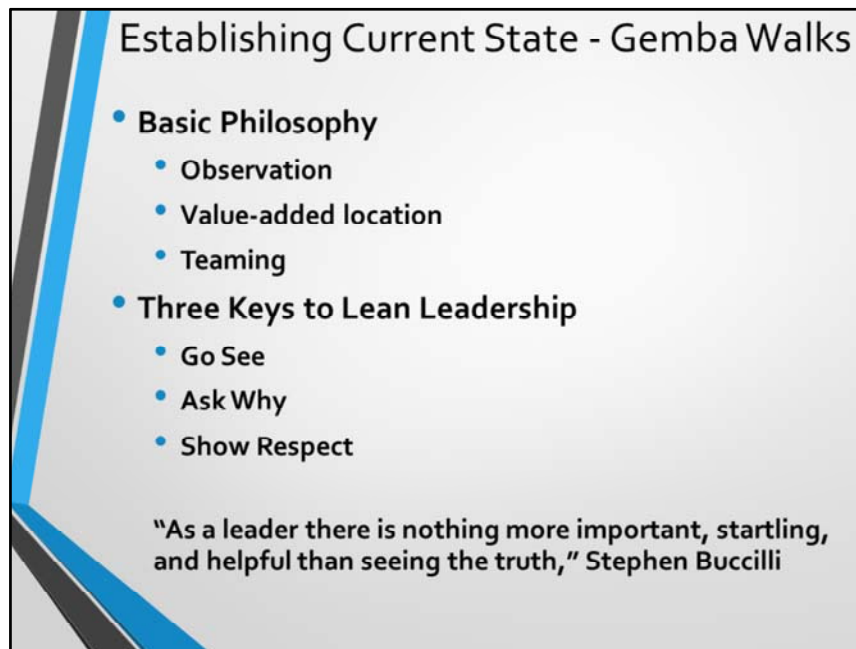 Establishing Current State - Gemba Walks
• Basic Philosophy
• Observation
• Value-added location
• Teaming
• Three Keys to Lean Leadership
• Go See
• Ask Why
• Show Respect
“As a leader there is nothing more important, startling,
and helpful than seeing the truth,” Stephen Buccilli